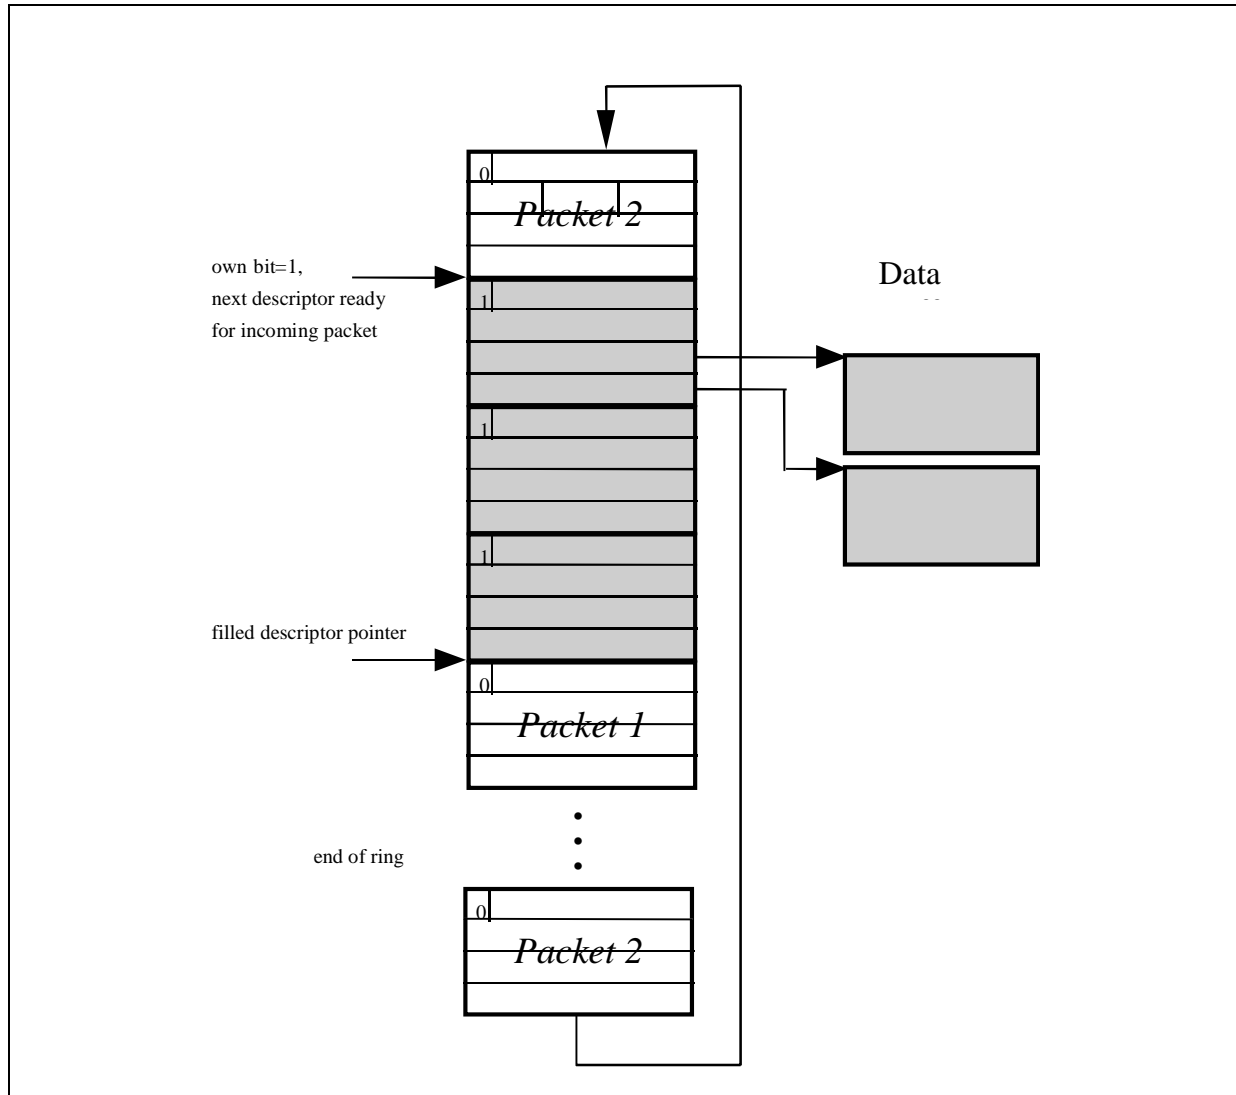 0
Packet 2
own bit=1,
next descriptor ready
for incoming packet
Data
1
1
1
filled descriptor pointer
0
Packet 1
end of ring
0
Packet 2